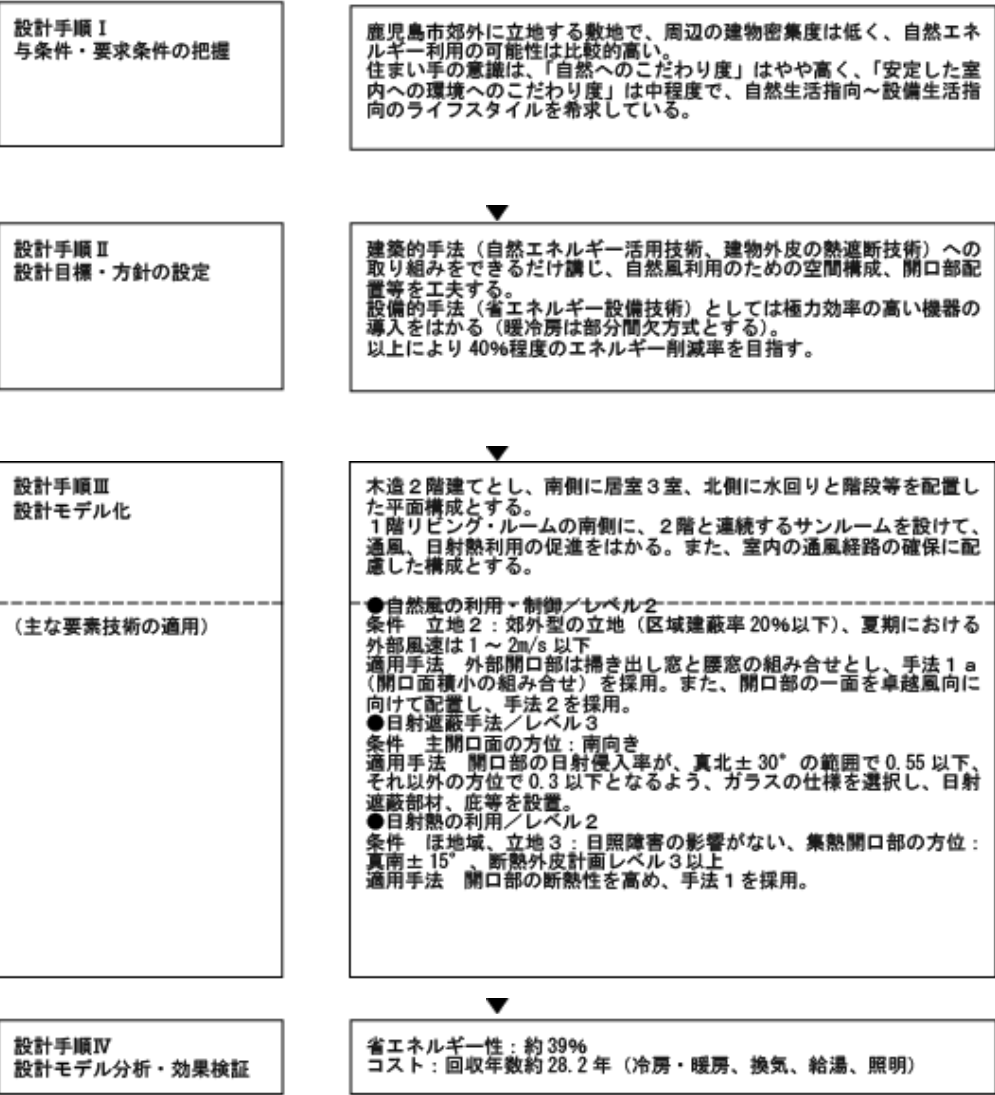 設計手順Ⅰ
与条件・要求条件の把握
鹿児島市郊外に立地する敷地で、周辺の建物密集度は低く、自然エネ
ルギー利用の可能性は比較的高い。
住まい手の意識は、「自然へのこだわり度」はやや高く、「安定した室
内への環境へのこだわり度」は中程度で、自然生活指向～設備生活指
向のライフスタイルを希求している。
設計手順Ⅱ
設計目標・方針の設定
建築的手法（自然エネルギー活用技術、建物外皮の熱遮断技術）への
取り組みをできるだけ講じ、自然風利用のための空間構成、開口部配
置等を工夫する。
設備的手法（省エネルギー設備技術）としては極力効率の高い機器の
導入をはかる（暖冷房は部分間欠方式とする）。
以上により 40%程度のエネルギー削減率を目指す。
設計手順Ⅲ
設計モデル化
木造２階建てとし、南側に居室３室、北側に水回りと階段等を配置し
た平面構成とする。
１階リビング・ルームの南側に、２階と連続するサンルームを設けて、
通風、日射熱利用の促進をはかる。また、室内の通風経路の確保に配
慮した構成とする。
（主な要素技術の適用）
●自然風の利用・制御／レベル２
条件　立地２：郊外型の立地（区域建蔽率 20%以下）、夏期における
外部風速は１～ 2m/s 以下
適用手法　外部開口部は掃き出し窓と腰窓の組み合せとし、手法１ａ
（開口面積小の組み合せ）を採用。また、開口部の一面を卓越風向に
向けて配置し、手法２を採用。
●日射遮蔽手法／レベル３
条件　主開口面の方位：南向き
適用手法　開口部の日射侵入率が、真北± 30°の範囲で 0.55 以下、
それ以外の方位で 0.3 以下となるよう、ガラスの仕様を選択し、日射
遮蔽部材、庇等を設置。
●日射熱の利用／レベル２
条件　ほ地域、立地３：日照障害の影響がない、集熱開口部の方位：
真南± 15°、断熱外皮計画レベル３以上
適用手法　開口部の断熱性を高め、手法１を採用。
設計手順Ⅳ
設計モデル分析・効果検証
省エネルギー性：約 39%
コスト：回収年数約 28.2 年（冷房・暖房、換気、給湯、照明）